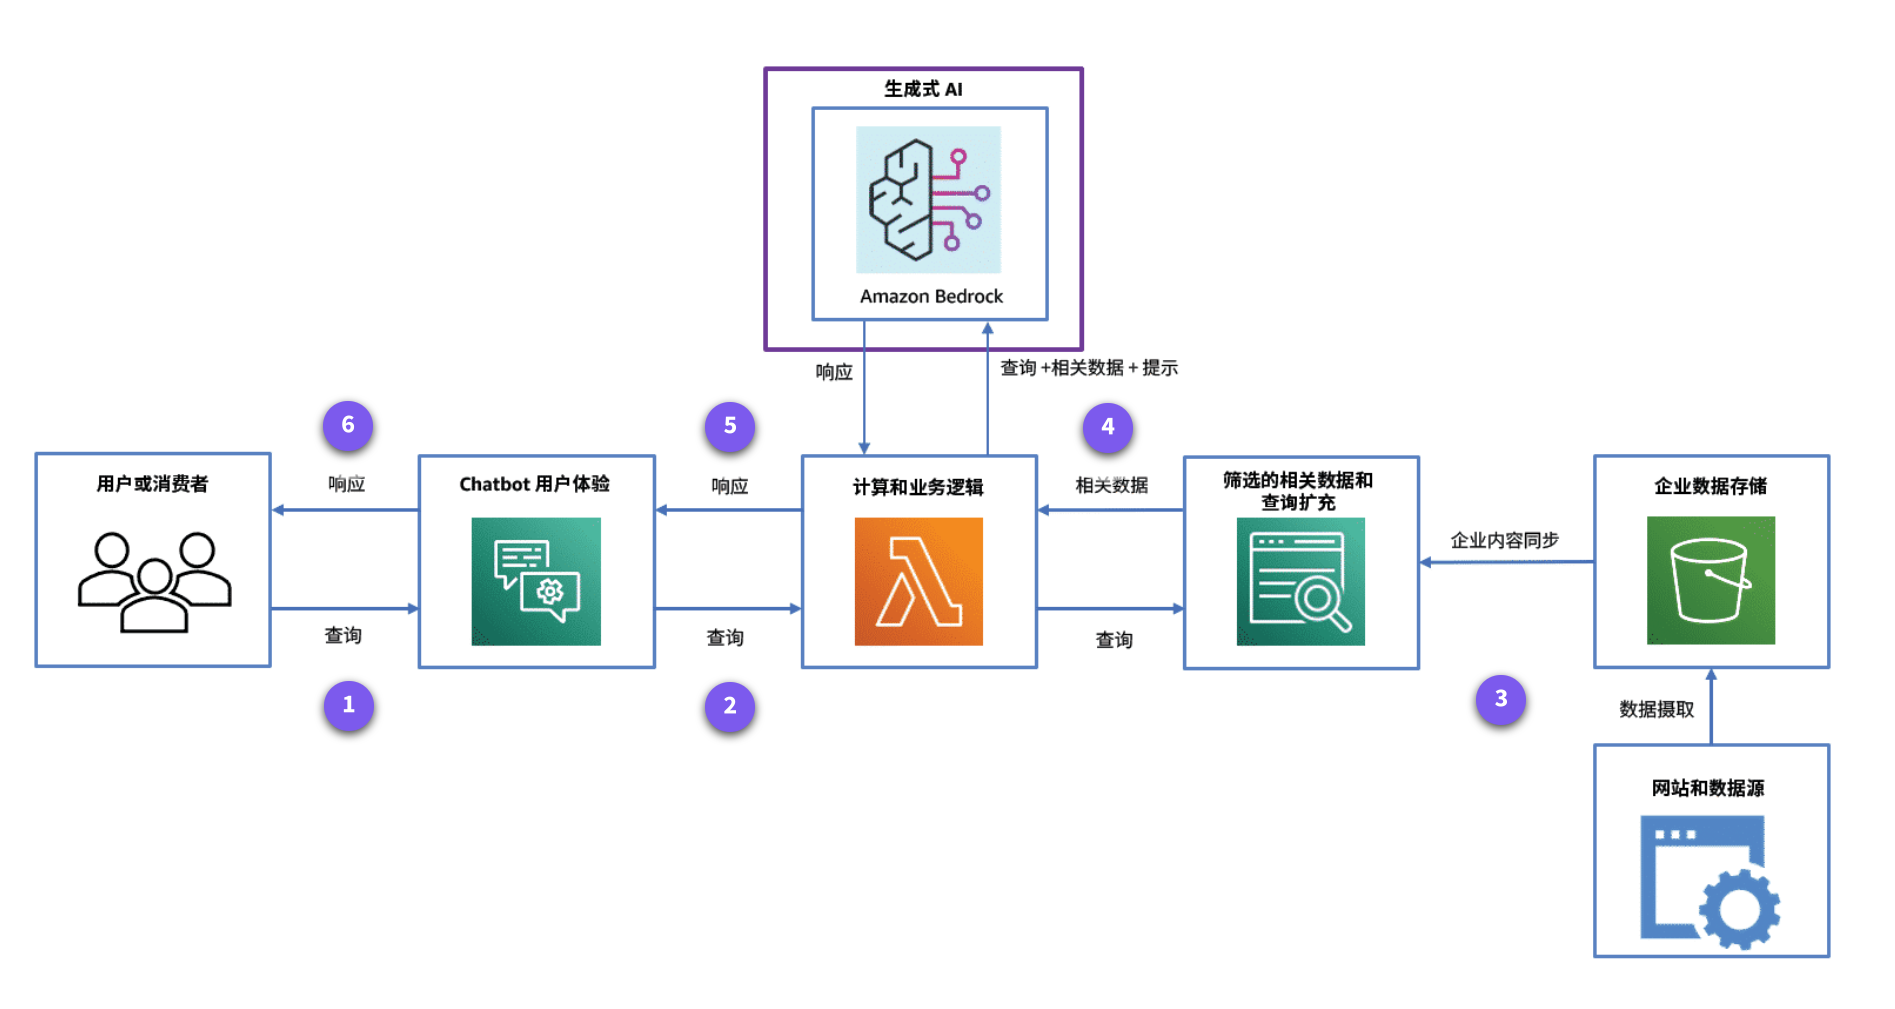 生成式 AI
Amazon Bedrock
响应
查询 +相关数据 + 提示
6
5
4
用户或消费者
响应
Chatbot 用户体验
响应
计算和业务逻辑
相关数据
筛选的相关数据和
查询扩充
企业内容同步
企业数据存储
查询
查询
查询
1
2
3
数据摄取
网站和数据源